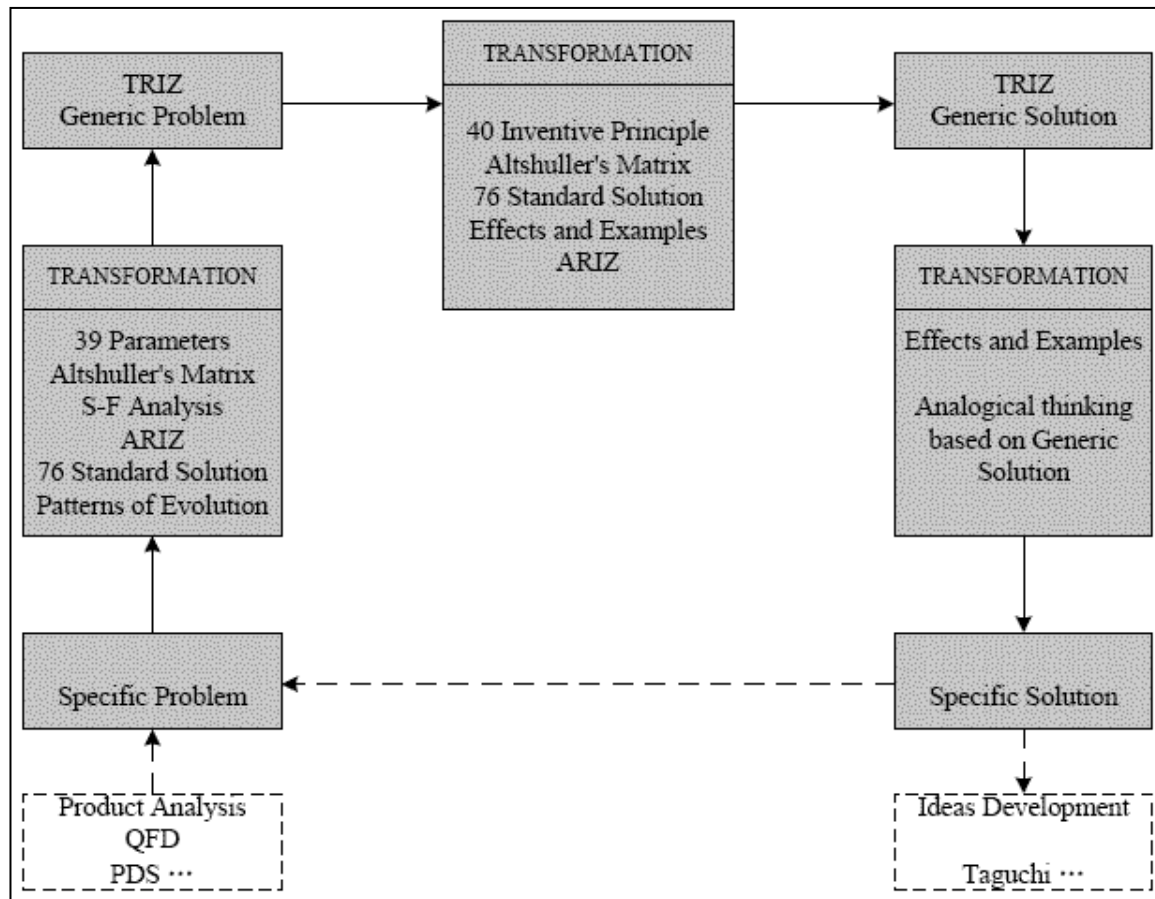 TRIZ
Generic Problem
TRANSFORMATION
40 Inventive Principle
Altshuller's Matrix
76 Standard Solution
Effects and Examples
ARIZ
TRIZ
Generic Solution
TRANSFORMATION
39 Parameters
Altshuller's Matrix
S-F Analysis
ARIZ
76 Standard Solution
Patterns of Evolution
TRANSFORMATION
Effects and Examples
Analogical thinking
based on Generic
Solution
Specific Problem
Specific Solution
Product Analysis
QFD
PDS ···
Ideas Development
Taguchi ···